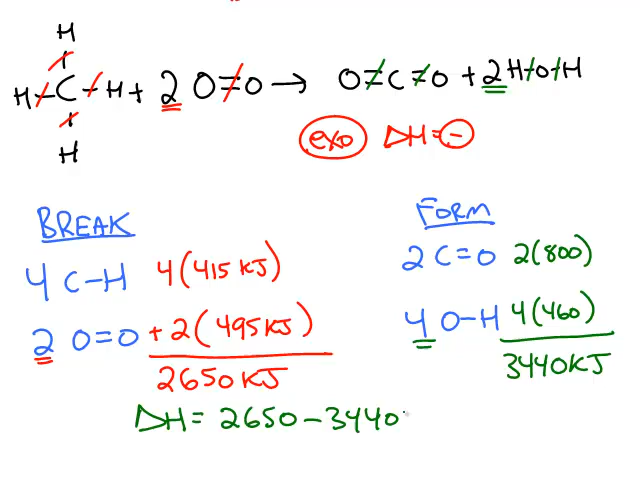 H
H-C-H + 2 O=O → O=C=O + 2 H-O-H
H
exo ΔH = -
BREAK FORM
4 C-H 4(415 KJ) 2 C=O 2(800)
2 O=O + 2(495 KJ) 4 O-H 4(460)
2650 KJ 3440 KJ
ΔH = 2650 - 3440